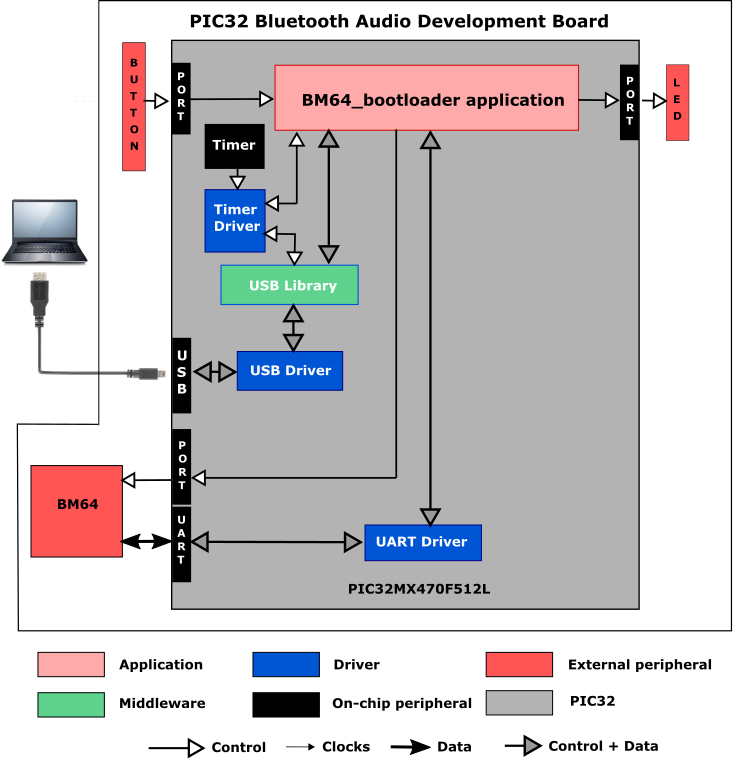 PIC32 Bluetooth Audio Development Board
BUTTON
PORT
BM64_bootloader application
PORT
LED
Timer
Timer
Driver
USB Library
USB
USB Driver
PORT
BM64
UART
UART Driver
PIC32MX470F512L
Application
Driver
External peripheral
Middleware
On-chip peripheral
PIC32
Control
Clocks
Data
Control + Data